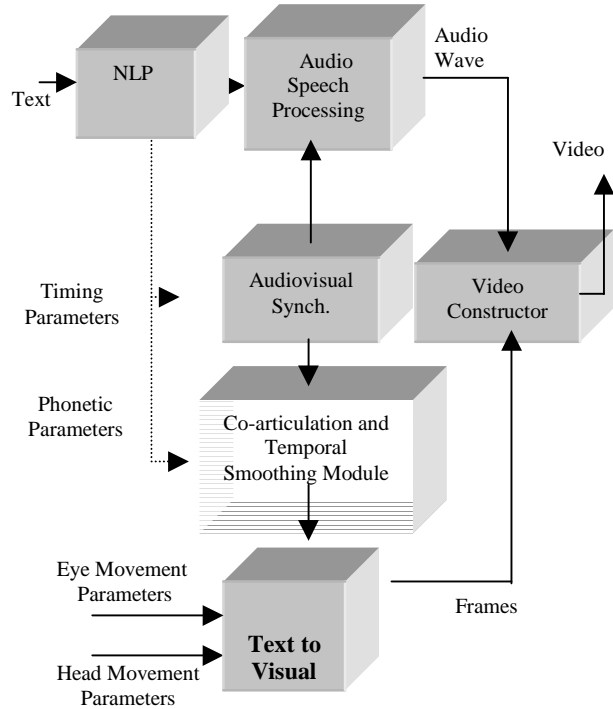 NLP
Text
Audio
Speech
Processing
Audio
Wave
Video
Timing
Parameters
Audiovisual
Synch.
Video
Constructor
Phonetic
Parameters
Co-articulation and
Temporal
Smoothing Module
Eye Movement
Parameters
Head Movement
Parameters
Text to
Visual
Frames